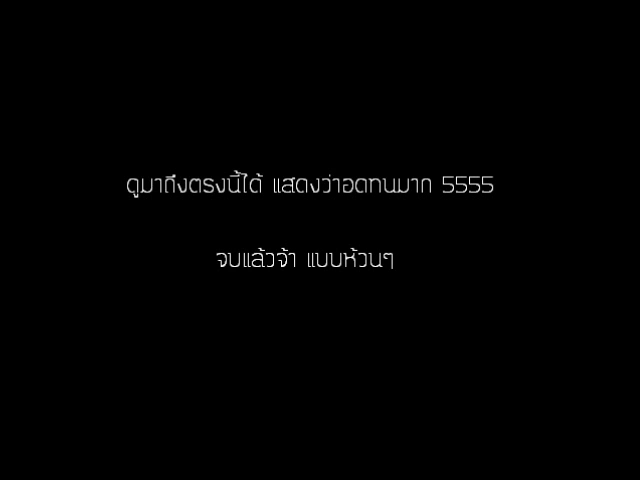 ดูมาถึงตรงนี้ได้ แสดงว่าอดทนมาก 5555
จบแล้วจ้า แบบห้วนๆ